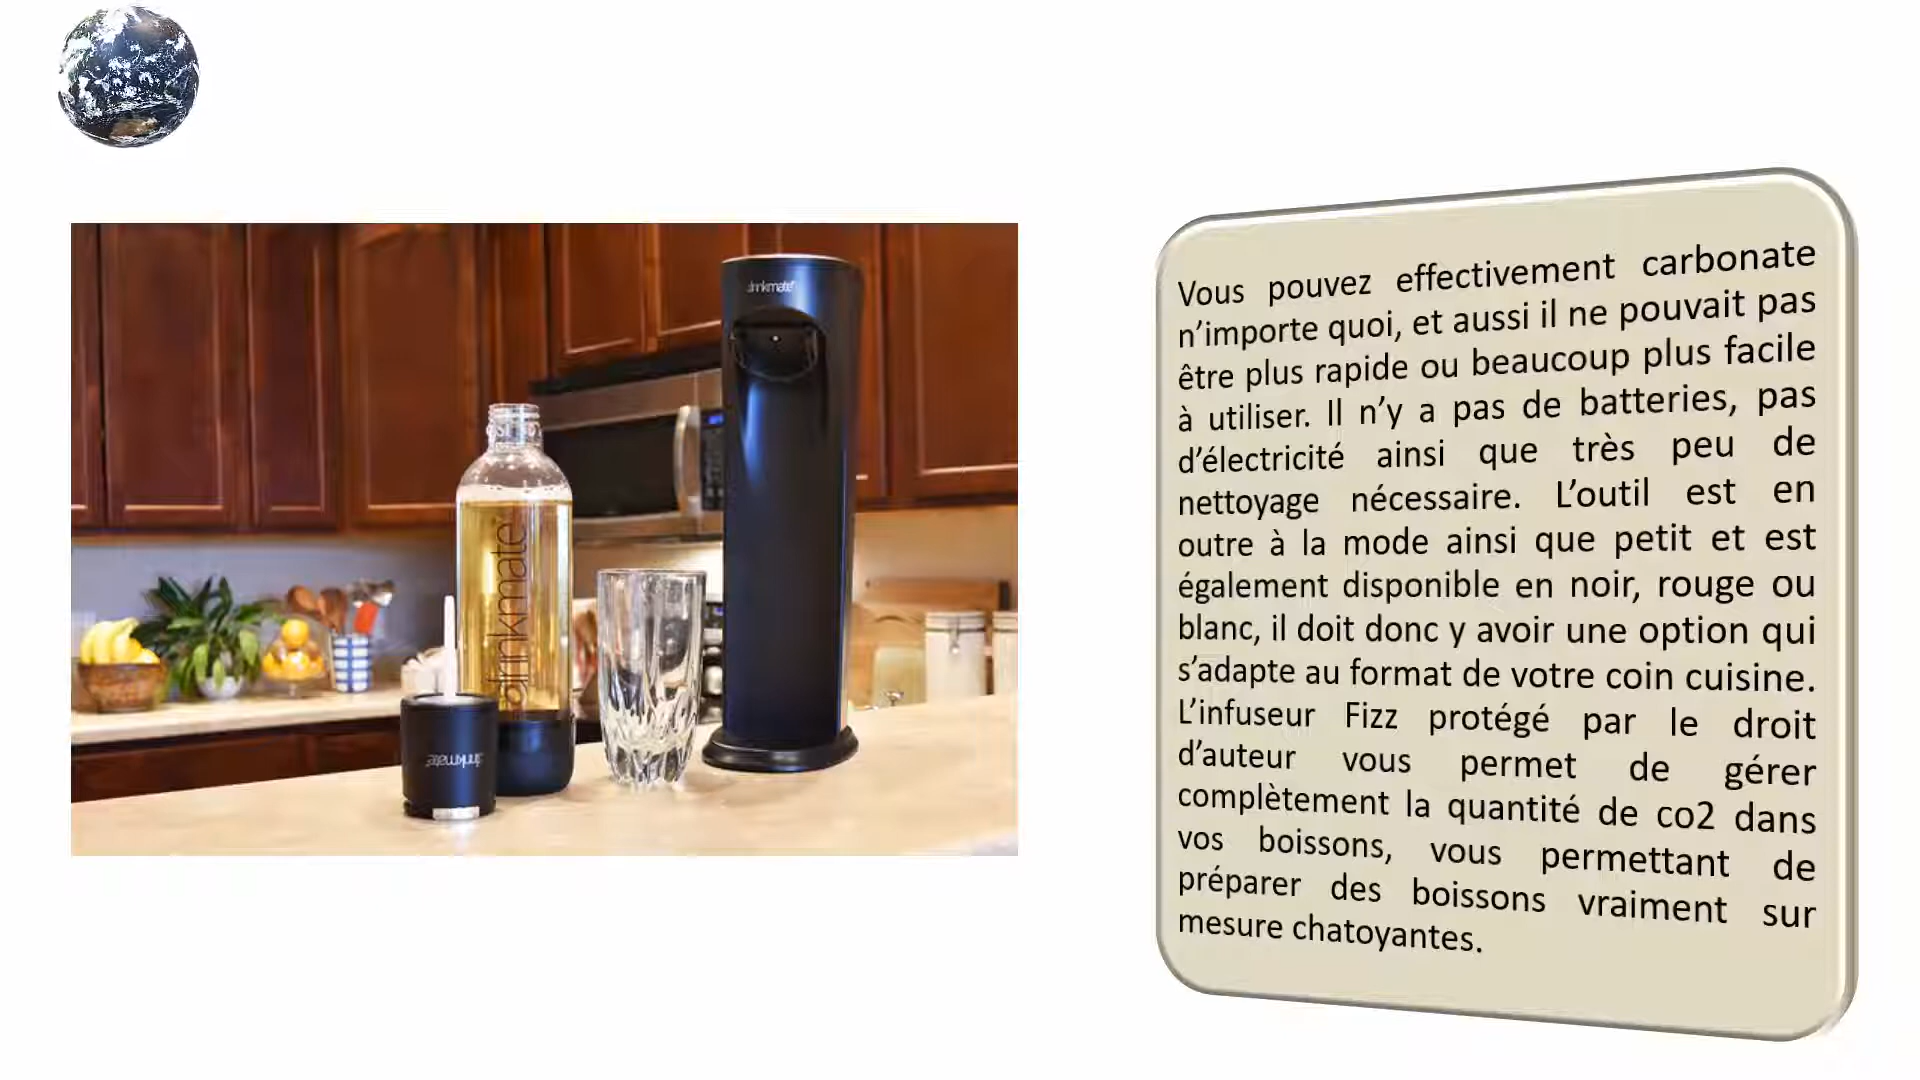 drinkmate
drinkmate
drinkmate
Vous pouvez effectivement carbonate
n’importe quoi, et aussi il ne pouvait pas
être plus rapide ou beaucoup plus facile
à utiliser. Il n’y a pas de batteries, pas
d’électricité ainsi que très peu de
nettoyage nécessaire. L’outil est en
outre à la mode ainsi que petit et est
également disponible en noir, rouge ou
blanc, il doit donc y avoir une option qui
s’adapte au format de votre coin cuisine.
L’infuseur Fizz protégé par le droit
d’auteur vous permet de gérer
complètement la quantité de co2 dans
vos boissons, vous permettant de
préparer des boissons vraiment sur
mesure chatoyantes.